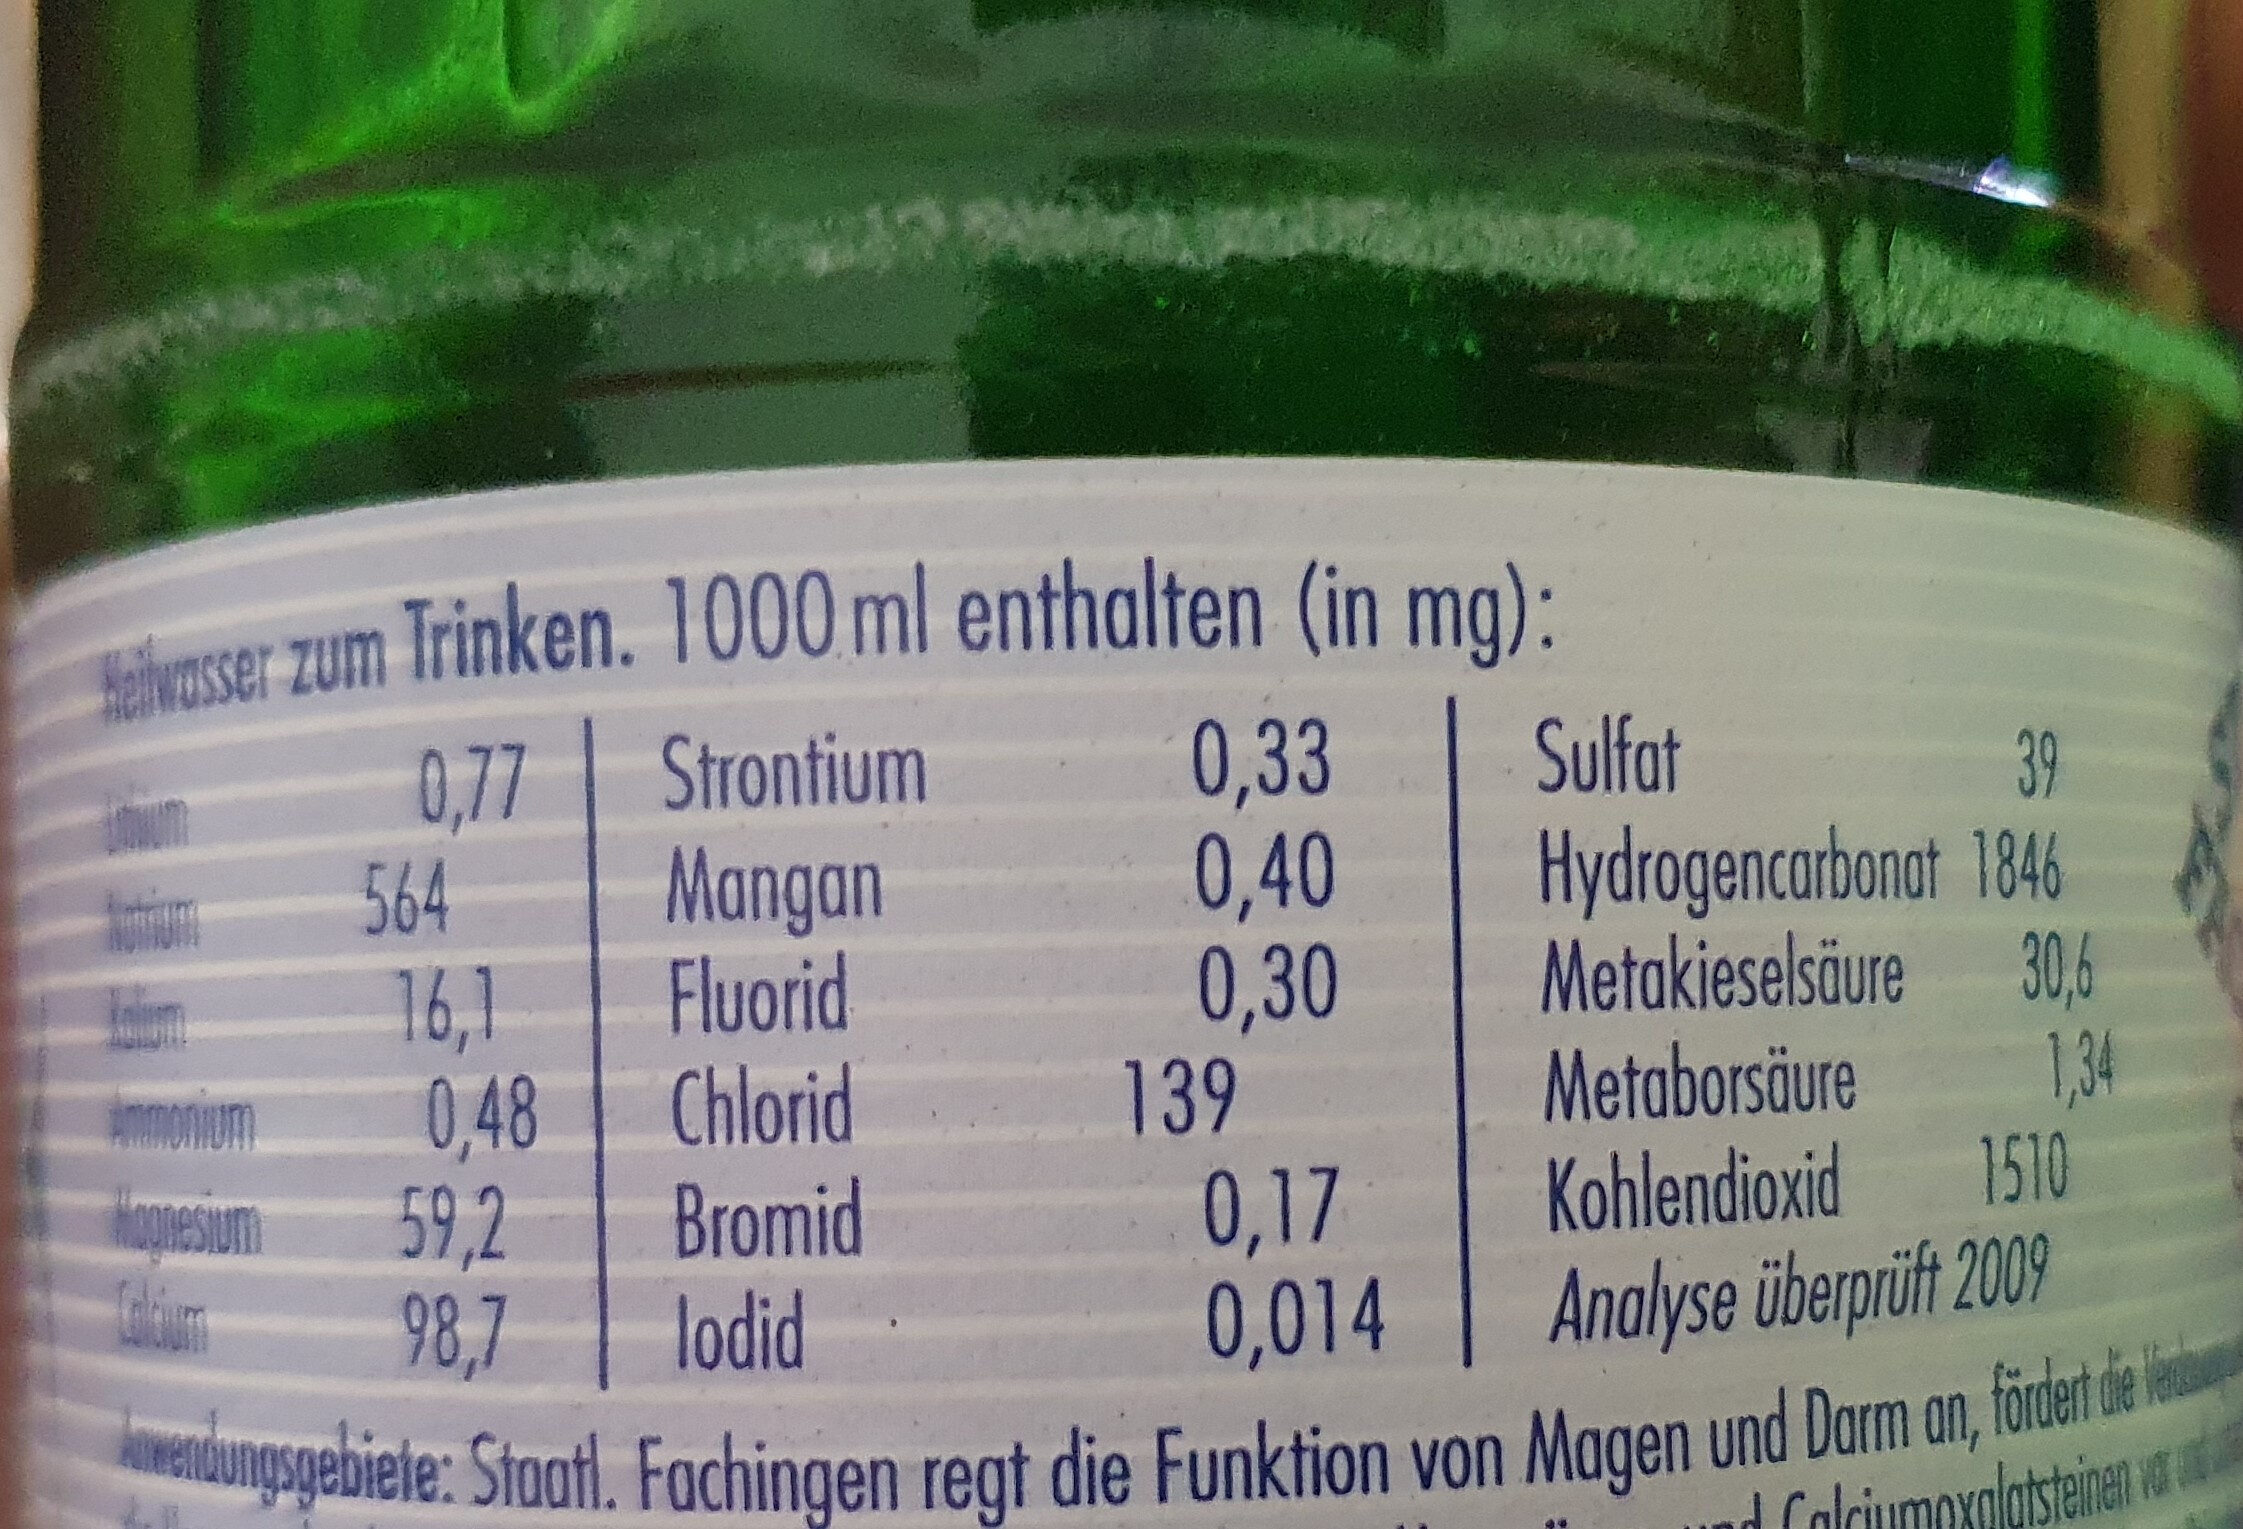 Heilwasser zum Trinken. 1000 ml enthalten (in mg):
Lithium 0,77 Strontium 0,33 Sulfat 39
Natrium 564 Mangan 0,40 Hydrogencarbonat 1846
Kalium 16,1 Fluorid 0,30 Metakieselsäure 30,6
Ammonium 0,48 Chlorid 139 Metaborsäure 1,34
Magnesium 59,2 Bromid 0,17 Kohlendioxid 1510
Calcium 98,7 Iodid 0,014 Analyse überprüft 2009
Anwendungsgebiete: Staatl. Fachingen regt die Funktion von Magen und Darm an, fördert die
und Calciumoxalatsteinen vor